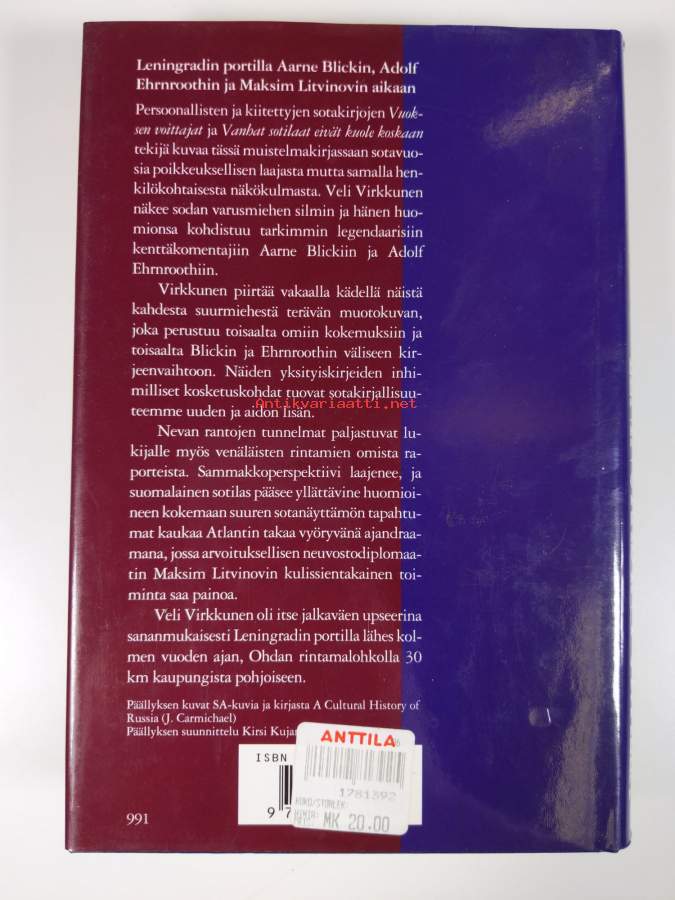 Leningradin portilla Aarne Blickin, Adolf
Ehrnroothin ja Maksim Litvinovin aikaan
Persoonallisten ja kiitettyjen sotakirjojen Vuok-
sen voittajat ja Vanhat sotilaat eivät kuole koskaan
tekijä kuvaa tässä muistelmakirjassaan sotavuo-
sia poikkeuksellisen laajasta mutta samalla hen-
kilökohtaisesta näkökulmasta. Veli Virkkunen
näkee sodan varusmiehen silmin ja hänen huo-
mionsa kohdistuu tarkimmin legendaarisiin
kenttäkomentajiin Aarne Blickiin ja Adolf
Ehrnroothiin.
Virkkunen piirtää vakaalla kädellä näistä
kahdesta suurmiehestä terävän muotokuvan,
joka perustuu toisaalta omiin kokemuksiin ja
toisaalta Blickin ja Ehrnroothin väliseen kir-
jeenvaihtoon. Näiden yksityiskirjeiden inhi-
milliset kosketuskohdat tuovat sotakirjallisuu-
Antikvariaatti.net
teemme uuden ja aidon lisän.
Nevan rantojen tunnelmat paljastuvat lu-
kijalle myös venäläisten rintamien omista ra-
porteista. Sammakkoperspektiivi laajenee, ja
suomalainen sotilas pääsee yllättävine huomioi-
neen kokemaan suuren sotanäyttämön tapahtu-
mat kaukaa Atlantin takaa vyöryvänä ajandraa-
mana, jossa arvoituksellisen neuvostodiplomaa-
tin Maksim Litvinovin kulissientakainen toi-
minta saa painoa.
Veli Virkkunen oli itse jalkaväen upseerina
sananmukaisesti Leningradin portilla lähes kol-
men vuoden ajan, Ohdan rintamalohkolla 30
km kaupungista pohjoiseen.
Päällyksen kuvat SA-kuvia ja kirjasta A Cultural History of
Russia (J. Carmichael)
Päällyksen suunnittelu Kirsi
ANTTILA
ISBN
1781392
KOKO/STORLEK:
HINTA:
MK 20.00
9 7
991